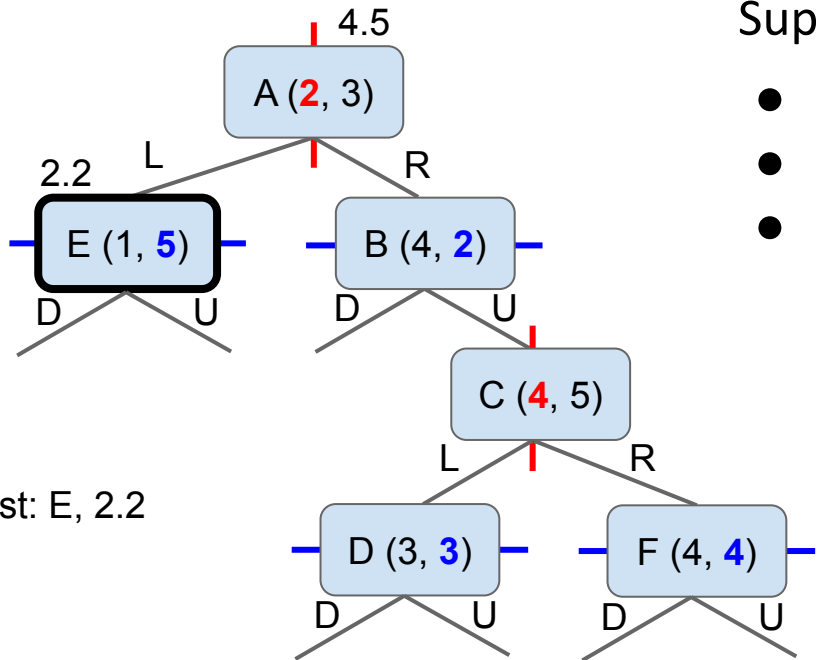 Sup
4.5
A (2, 3)
L
R
2.2
E (1, 5)
B (4, 2)
D
U
D
U
C (4, 5)
L
R
st: E, 2.2
D (3, 3)
F (4, 4)
D
U
D
U